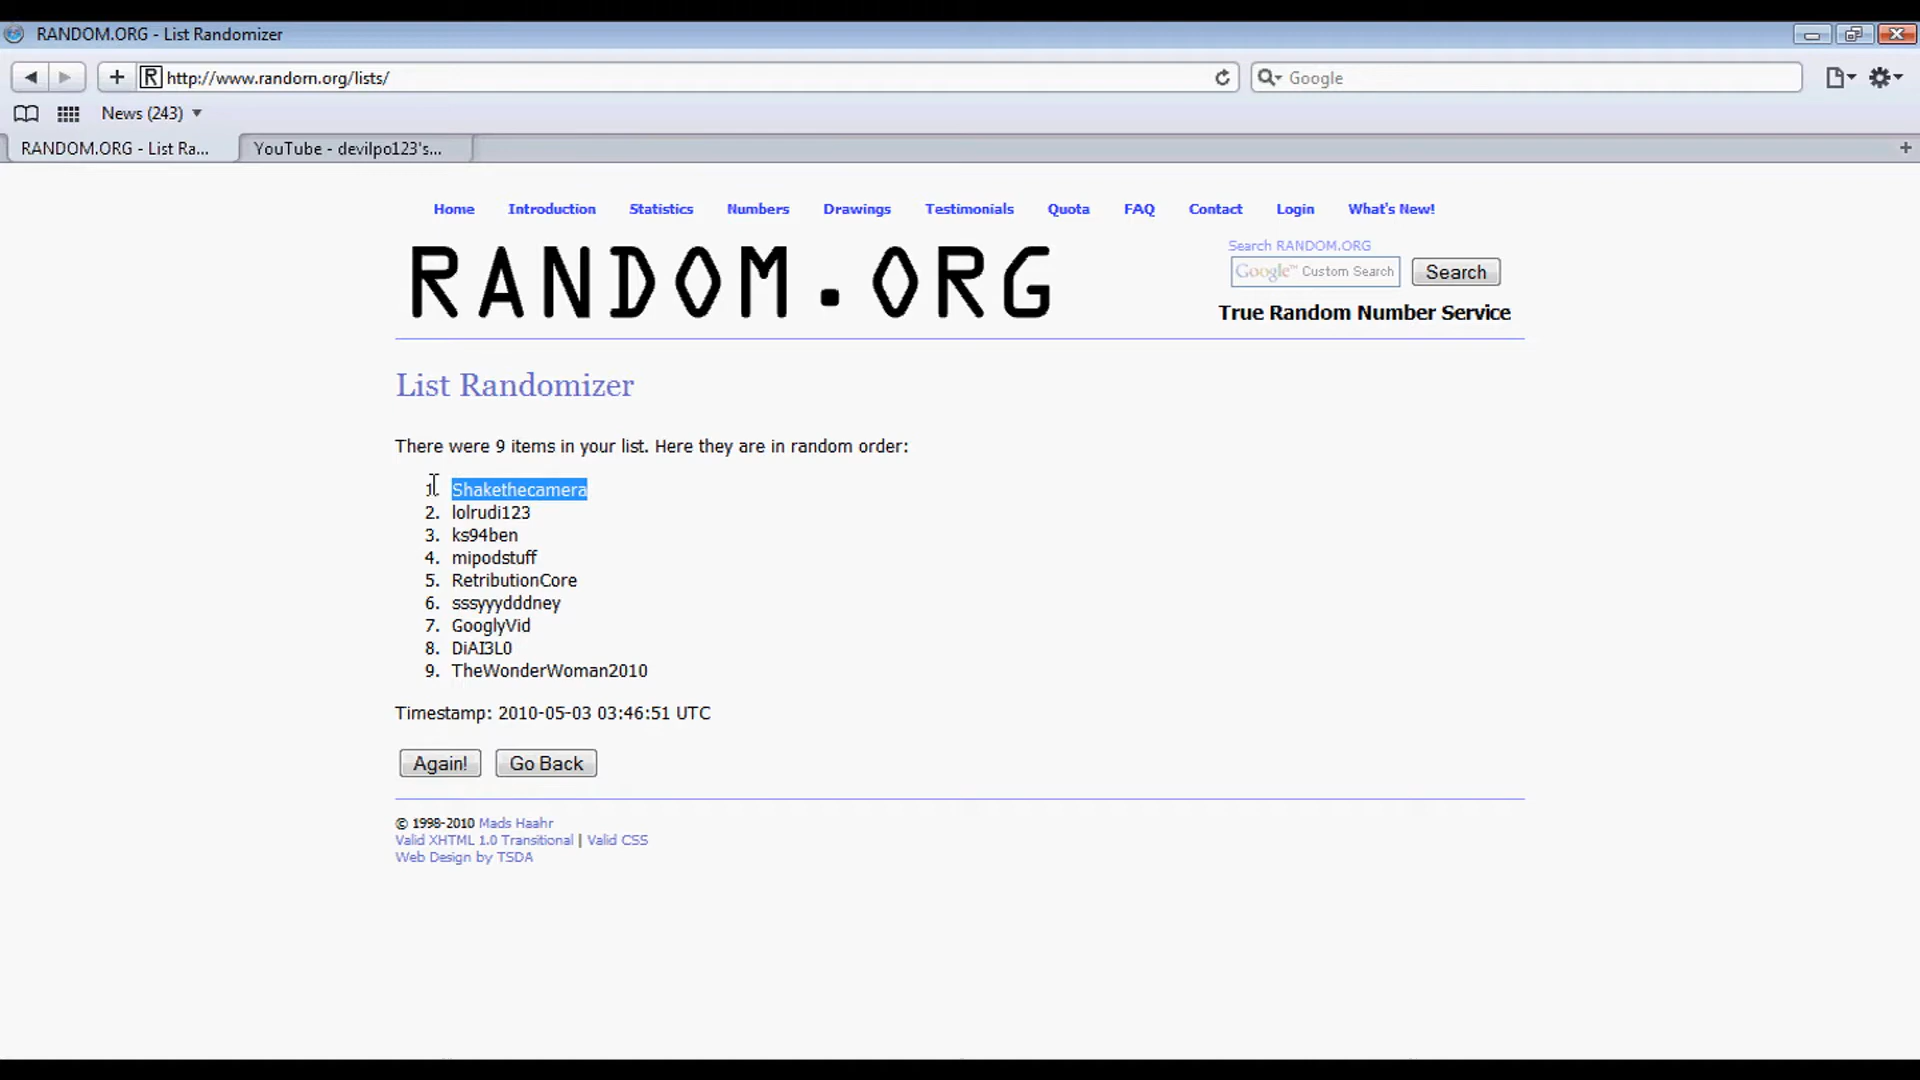 RANDOM.ORG - List Randomizer
http://www.random.org/lists/
Google
News (243)
RANDOM.ORG - List Ra...
YouTube - devilpo123's...
Home Introduction Statistics Numbers Drawings Testimonials Quota FAQ Contact Login What's New!
RANDOM.ORG
Search RANDOM.ORG
Google™ Custom Search
Search
True Random Number Service
List Randomizer
There were 9 items in your list. Here they are in random order:
1. Shakethecamera
2. lolrudi123
3. ks94ben
4. mipodstuff
5. RetributionCore
6. sssyyydddney
7. GooglyVid
8. DiAI3L0
9. TheWonderWoman2010
Timestamp: 2010-05-03 03:46:51 UTC
Again! Go Back
© 1998-2010 Mads Haahr
Valid XHTML 1.0 Transitional | Valid CSS
Web Design by TSDA